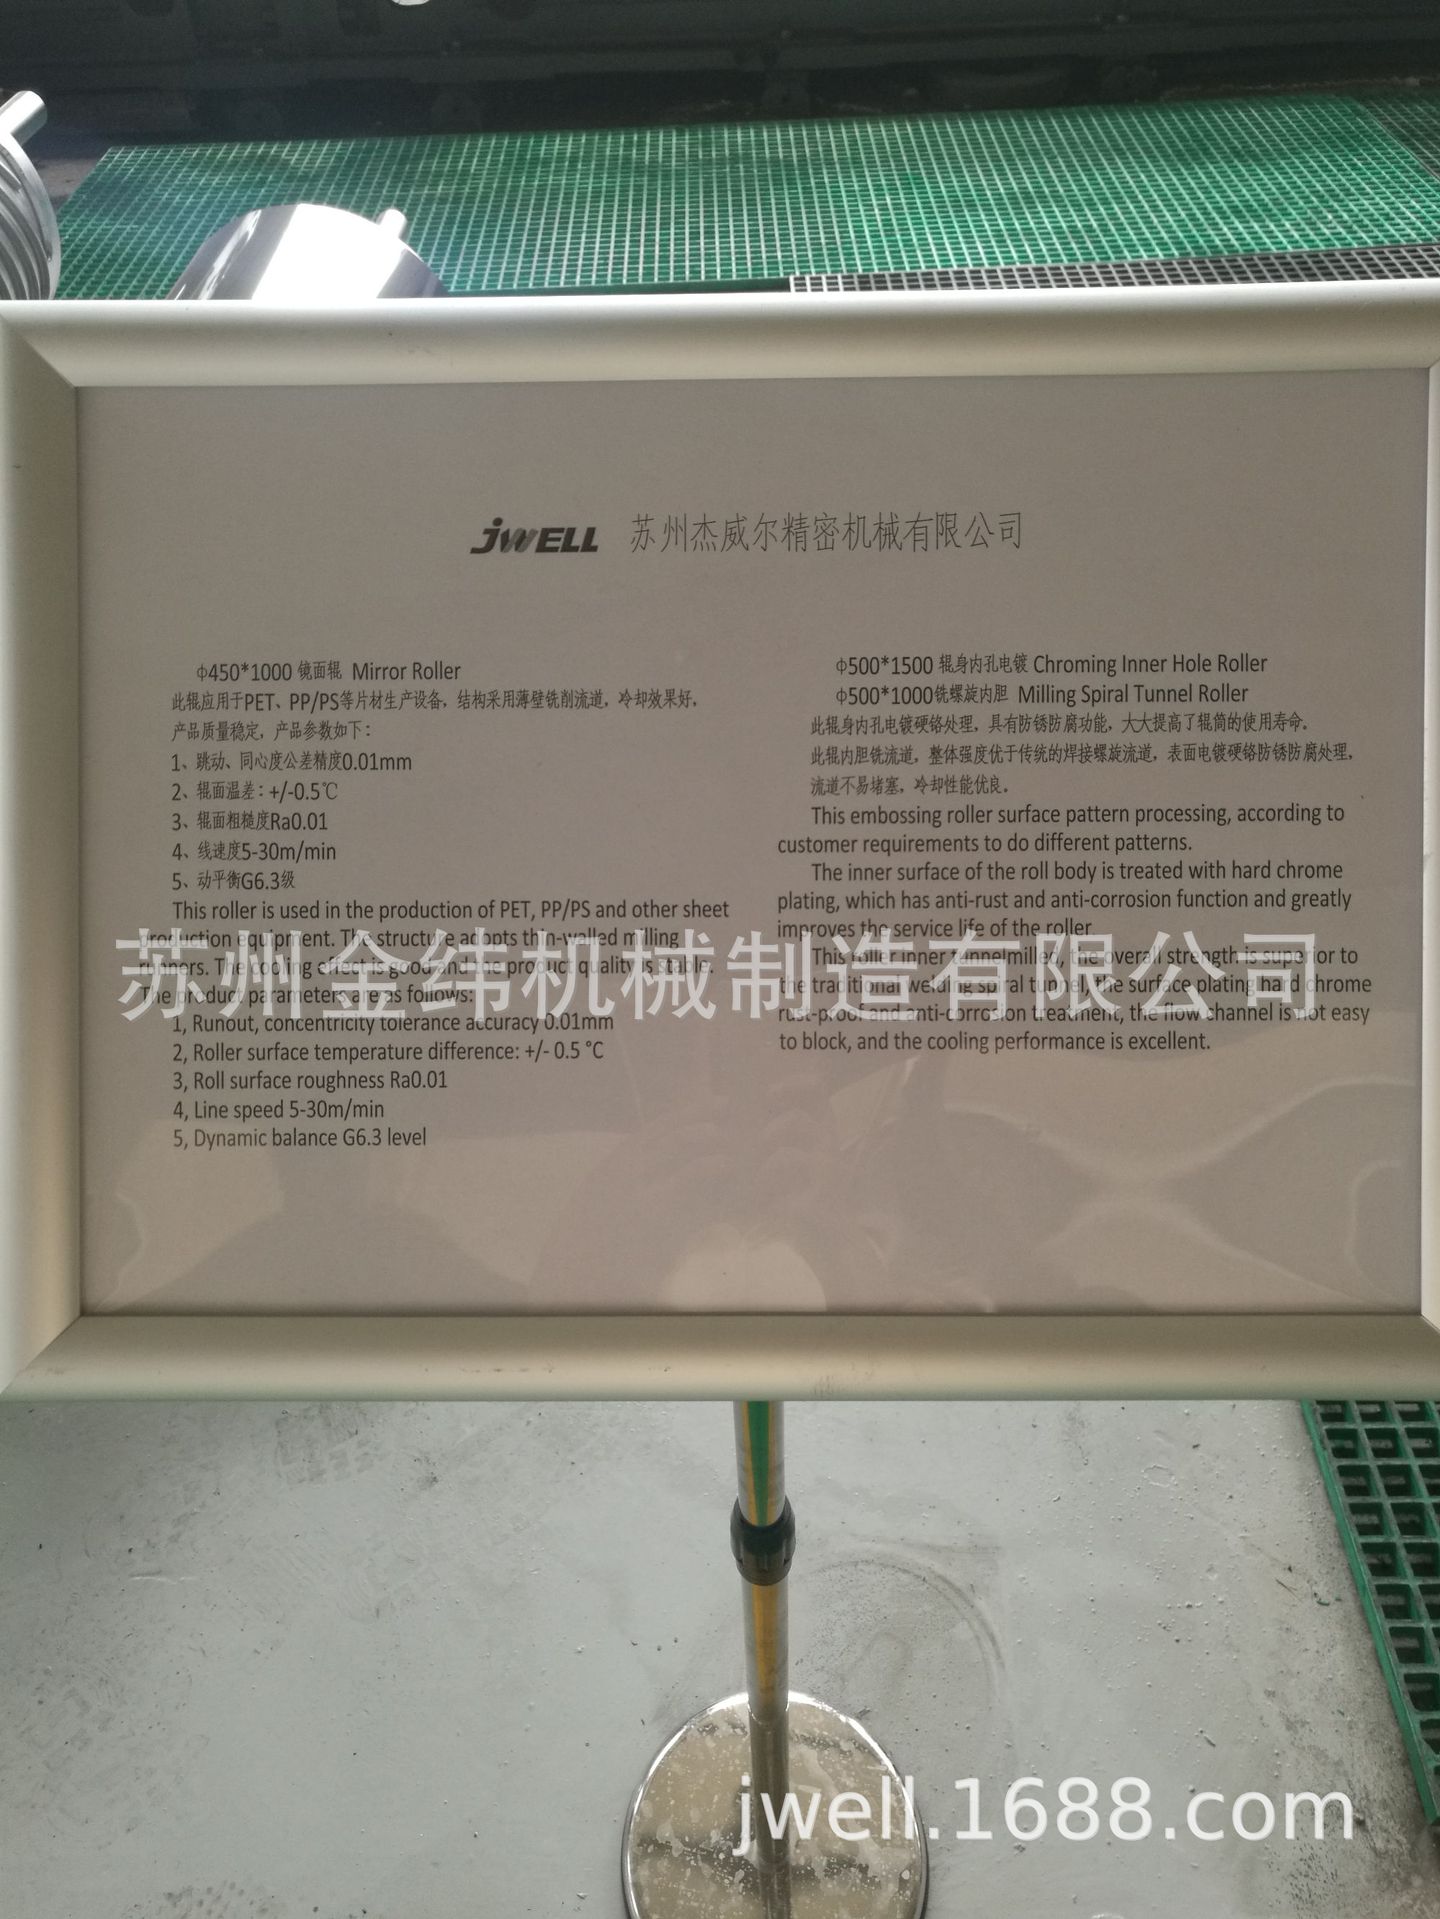 JWELL 苏州杰威尔精密机械有限公司
ф450*1000 镜面辊 Mirror Roller
此辊应用于PET、PP/PS等片材生产设备，结构采用薄壁铣削流道，冷却效果好，
产品质量稳定，产品参数如下：
1、跳动、同心度公差精度0.01mm
2、辊面温差：+/-0.5℃
3、辊面粗糙度Ra0.01
4、线速度5-30m/min
5、动平衡G6.3级
This roller is used in the production of PET, PP/PS and other sheet
production equipment. The structure adopts thin-walled milling
runners. The cooling effect is good and the product quality is stable.
The product parameters are as follows:
1, Runout, concentricity tolerance accuracy 0.01mm
2, Roller surface temperature difference: +/- 0.5 °C
3, Roll surface roughness Ra0.01
4, Line speed 5-30m/min
5, Dynamic balance G6.3 level
ф500*1500 辊身内孔电镀 Chroming Inner Hole Roller
ф500*1000铣螺旋内胆 Milling Spiral Tunnel Roller
此辊身内孔电镀硬铬处理，具有防锈防腐功能，大大提高了辊筒的使用寿命。
此辊内胆铣流道，整体强度优于传统的焊接螺旋流道，表面电镀硬铬防锈防腐处理，
流道不易堵塞，冷却性能优良。
This embossing roller surface pattern processing, according to
customer requirements to do different patterns.
The inner surface of the roll body is treated with hard chrome
plating, which has anti-rust and anti-corrosion function and greatly
improves the service life of the roller.
This roller inner tunnelmilled, the overall strength is superior to
the traditional welding spiral tunnel, the surface plating hard chrome
rust-proof and anti-corrosion treatment, the flow channel is not easy
to block, and the cooling performance is excellent.
苏州金纬机械制造有限公司
jwell.1688.com